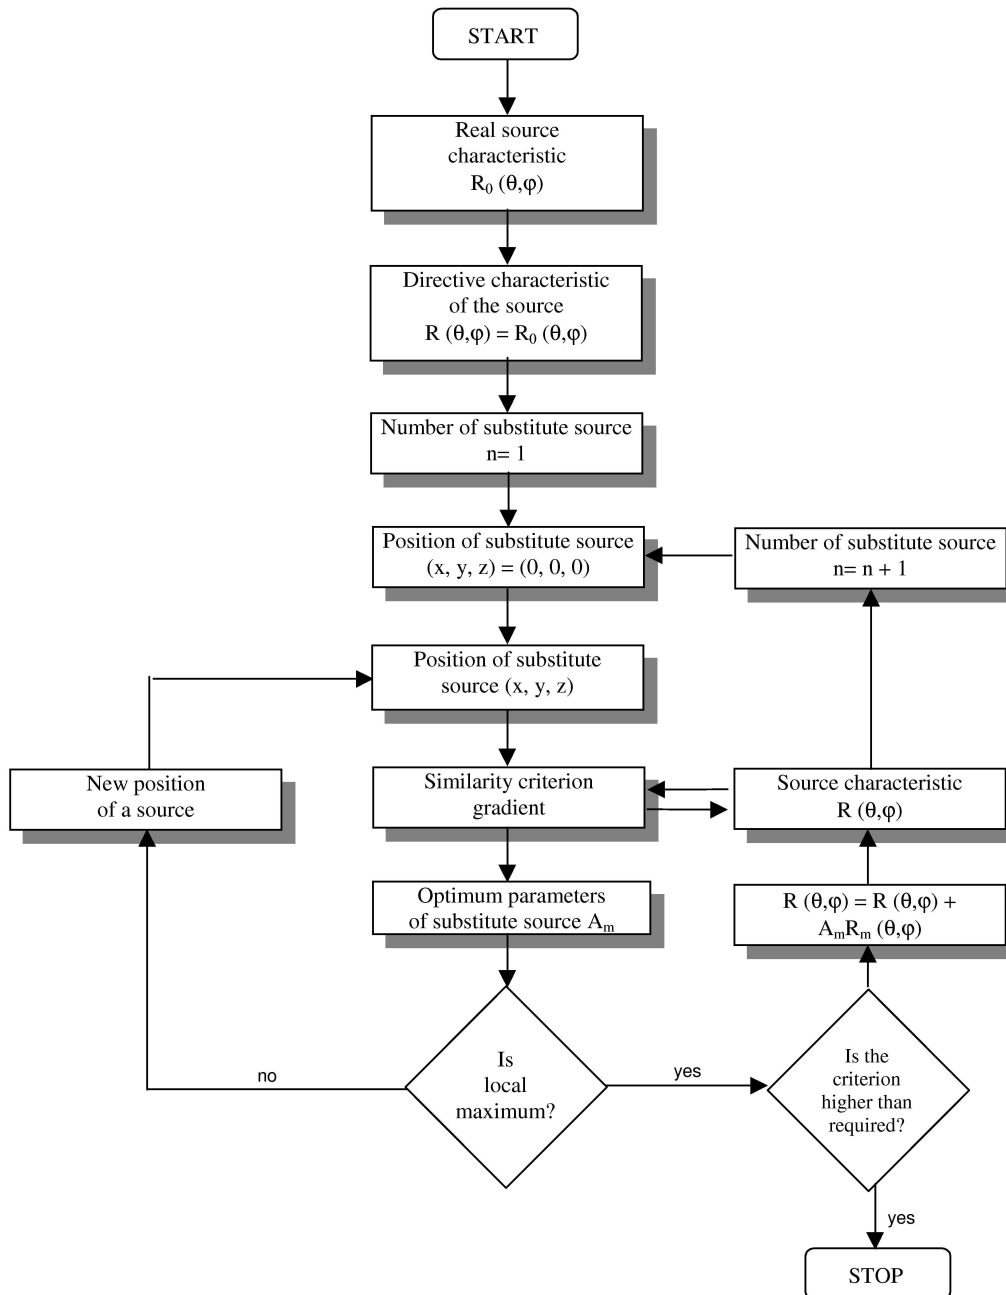 START
Real source
characteristic
R₀ (θ,φ)
Directive characteristic
of the source
R (θ,φ) = R₀ (θ,φ)
Number of substitute source
n= 1
Position of substitute source
(x, y, z) = (0, 0, 0)
Number of substitute source
n= n + 1
Position of substitute
source (x, y, z)
New position
of a source
Similarity criterion
gradient
Source characteristic
R (θ,φ)
Optimum parameters
of substitute source Aₘ
R (θ,φ) = R (θ,φ) +
AₘRₘ (θ,φ)
Is
local
maximum?
no
yes
Is the
criterion
higher than
required?
yes
STOP